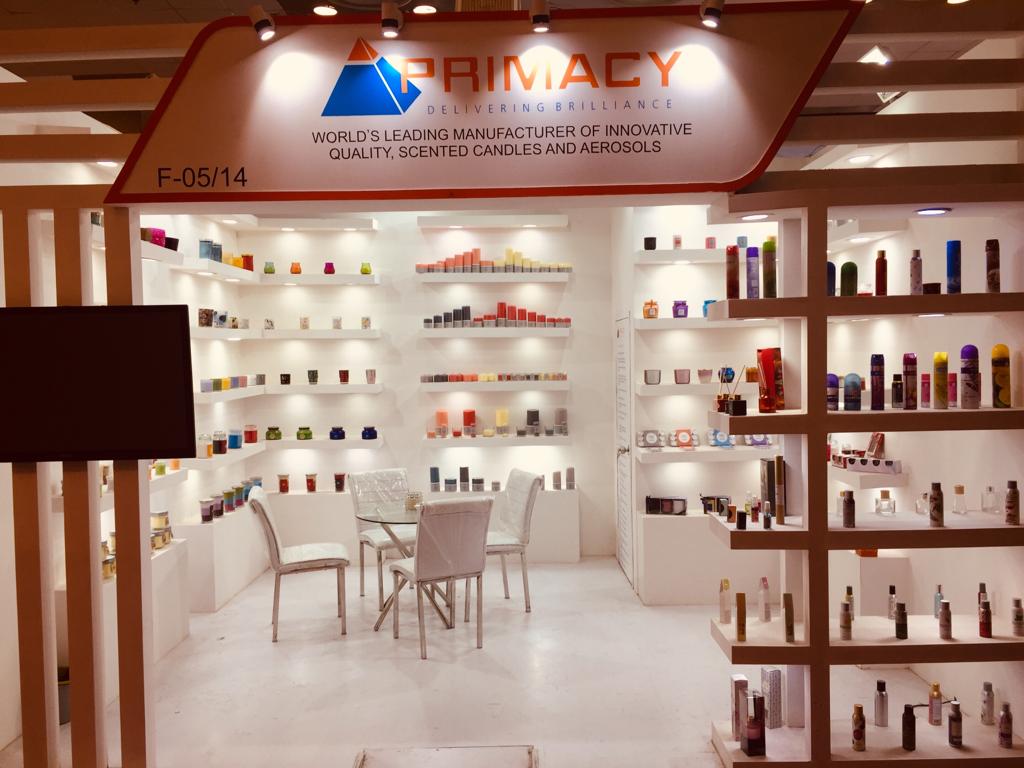 PRIMACY
DELIVERING BRILLIANCE
WORLD'S LEADING MANUFACTURER OF INNOVATIVE
QUALITY, SCENTED CANDLES AND AEROSOLS
F-05/14